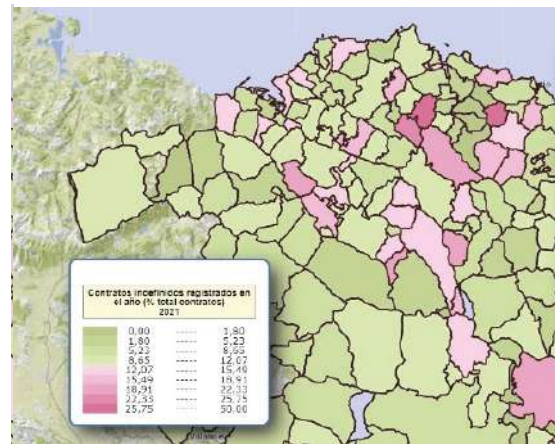 Contratos indefinidos registrados en
el año (% total contratos)
2021
0,00 ---- 1,80
1,80 ---- 5,23
5,23 ---- 8,65
8,65 ---- 12,07
12,07 ---- 15,49
15,49 ---- 18,91
18,91 ---- 22,33
22,33 ---- 25,75
25,75 ---- 50,00